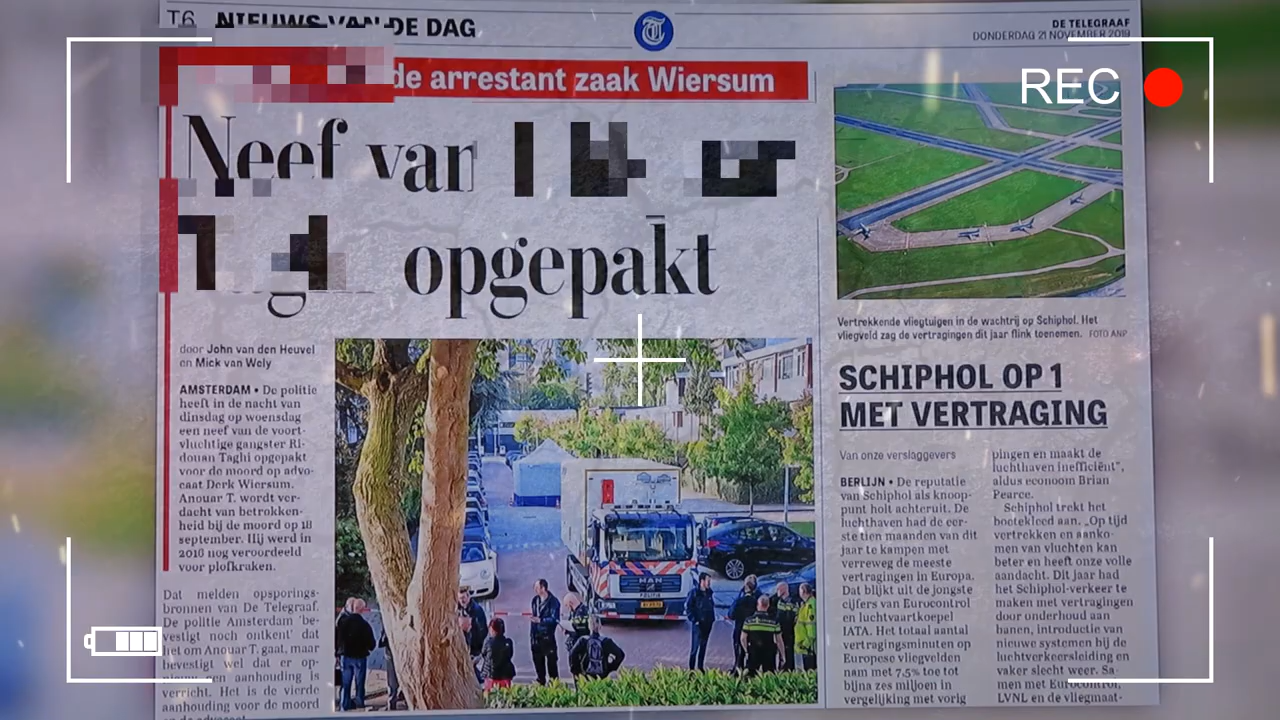 T6 NIEUWS VAN DE DAG
DE TELEGRAAF
DONDERDAG 21 NOVEMBER 2019
REC
de arrestant zaak Wiersum
Neef van
opgepakt
door John van den Heuvel
en Mick van Wely
AMSTERDAM • De politie
heeft in de nacht van
dinsdag op woensdag
een neef van de voort-
vluchtige gangster Ri-
douan Taghi opgepakt
voor de moord op advo-
caat Derk Wiersum.
Anouar T. wordt ver-
dacht van betrokken-
heid bij de moord op 18
september. Hij werd in
2016 nog veroordeeld
voor plofkraken.
Dat melden opsporings-
bronnen van De Telegraaf.
De politie Amsterdam 'be-
vestigt noch ontkent' dat
het om Anouar T. gaat, maar
bevestigt wel dat er op-
nieuw een aanhouding is
verricht. Het is de vierde
aanhouding voor de moord
op de advocaat
MAN
Vertrekkende vliegtuigen in de wachtrij op Schiphol. Het
vliegveld zag de vertragingen dit jaar flink toenemen. FOTO ANP
SCHIPHOL OP 1
MET VERTRAGING
Van onze verslaggevers
BERLIJN • De reputatie
van Schiphol als knoop-
punt holt achteruit. De
luchthaven had de eer-
ste tien maanden van dit
jaar te kampen met
verreweg de meeste
vertragingen in Europa.
Dat blijkt uit de jongste
cijfers van Eurocontrol
en luchtvaartkoepel
IATA. Het totaal aantal
vertragingsminuten op
Europese vliegvelden
nam met 7,5% toe tot
bijna zes miljoen in
vergelijking met vorig
pingen en maakt de
luchthaven inefficiënt",
aldus econoom Brian
Pearce.
Schiphol trekt het
boetekleed aan. „Op tijd
vertrekken en aanko-
men van vluchten kan
beter en heeft onze volle
aandacht. Dit jaar had
het Schiphol-verkeer te
maken met vertragingen
door onderhoud aan
banen, introductie van
nieuwe systemen bij de
luchtverkeersleiding en
vaker slecht weer. Sa-
men met Eurocontrol,
LVNL en de vliegmaat-